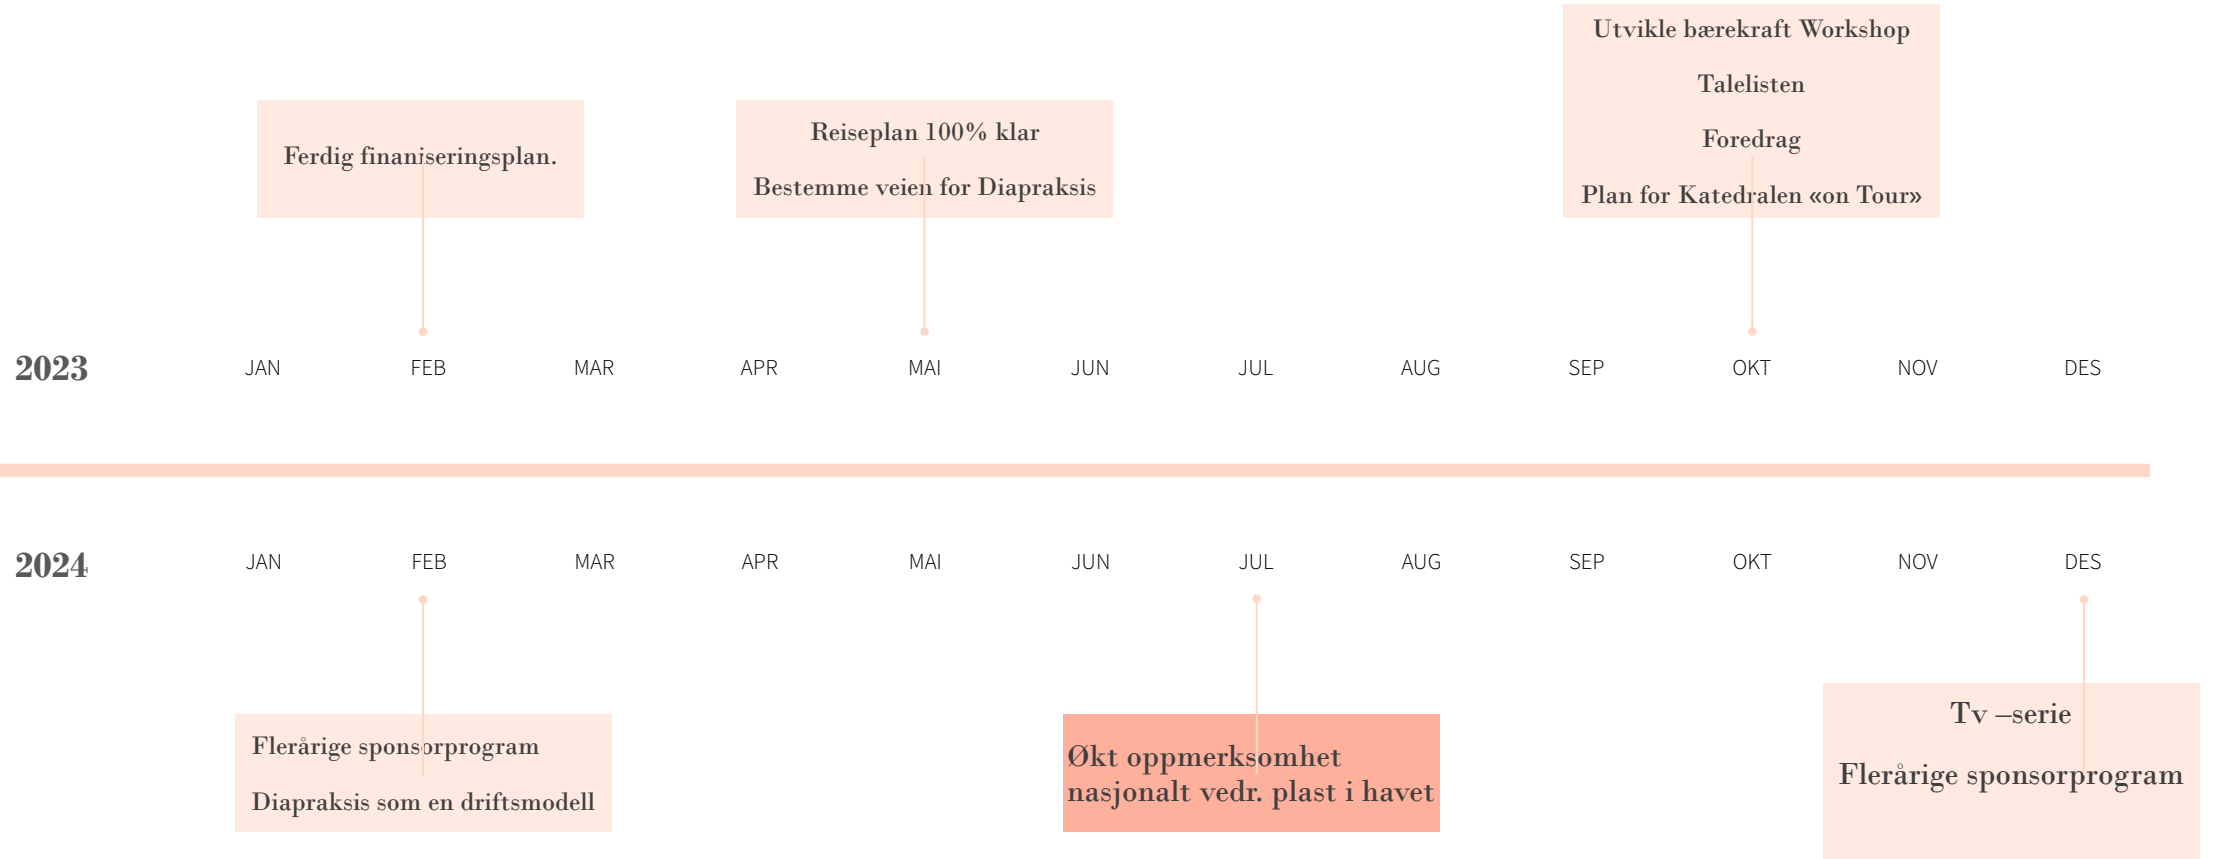 Utvikle bærekraft Workshop
Talelisten
Foredrag
Plan for Katedralen «on Tour»
Ferdig finaniseringsplan.
Reiseplan 100% klar
Bestemme veien for Diapraksis
2023 JAN FEB MAR APR MAI JUN JUL AUG SEP OKT NOV DES
2024 JAN FEB MAR APR MAI JUN JUL AUG SEP OKT NOV DES
Flerårige sponsorprogram
Diapraksis som en driftsmodell
Økt oppmerksomhet
nasjonalt vedr. plast i havet
Tv –serie
Flerårige sponsorprogram